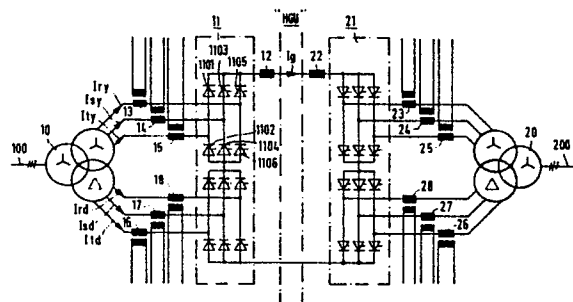 11 "HGÜ" 21
1103
1101 1105 12 Ig 22
Iry
Isy
Ity 13
14 23
24
10 1102 20
100 15 1104 25 200
1106
18 28
Ird 17 27
Isd
Itd 16 26